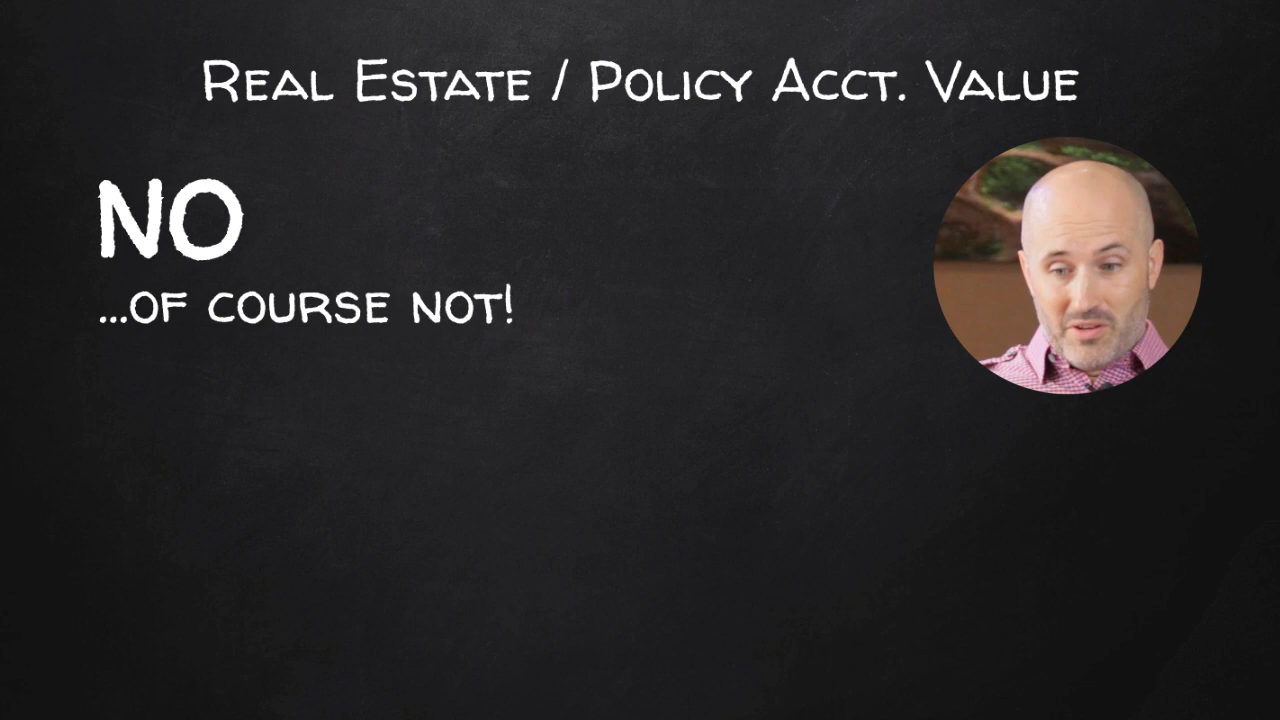 Real Estate / Policy Acct. Value
NO
...of course not!